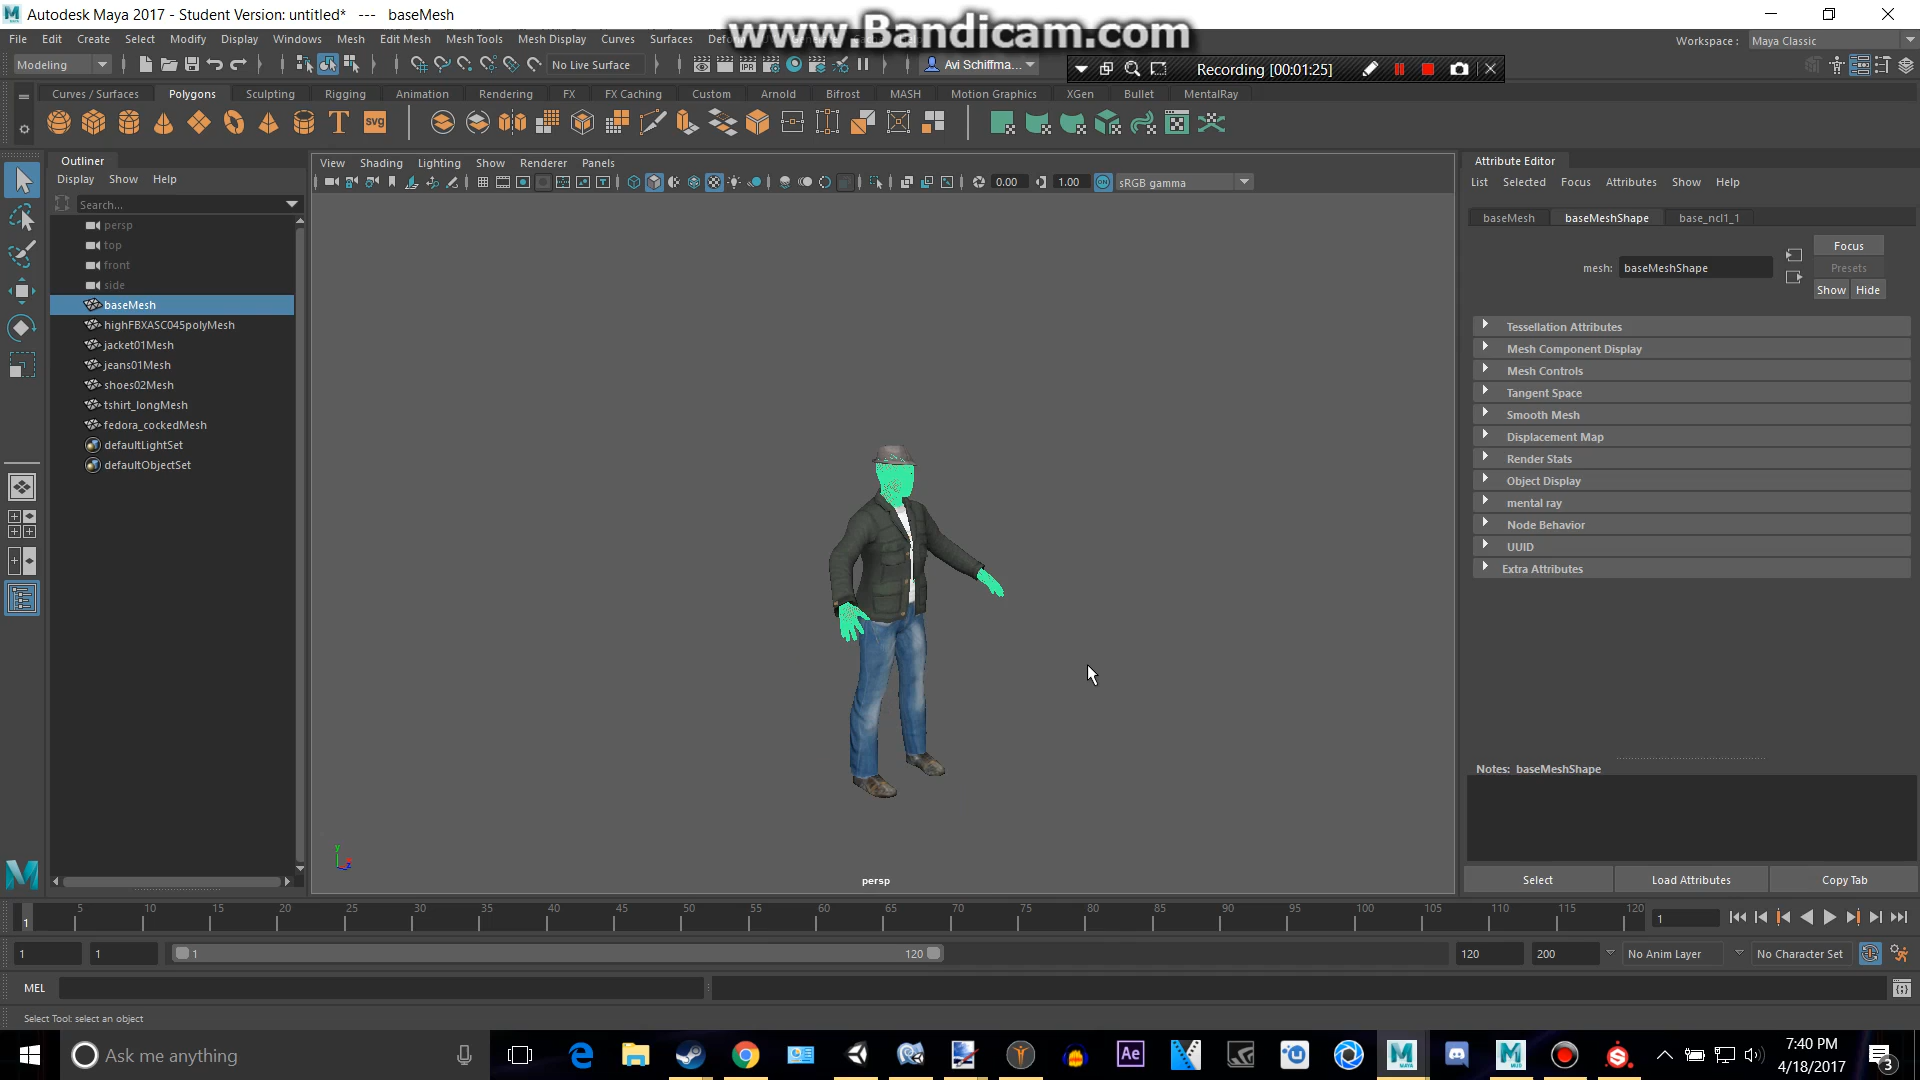 Autodesk Maya 2017 - Student Version: untitled* --- baseMesh
www.Bandicam.com
File Edit Create Select Modify Display Windows Mesh Edit Mesh Mesh Tools Mesh Display Curves Surfaces
Workspace : Maya Classic
Modeling No Live Surface Avi Schiffma... Recording [00:01:25]
Curves / Surfaces Polygons Sculpting Rigging Animation Rendering FX FX Caching Custom Arnold Bifrost MASH Motion Graphics XGen Bullet MentalRay
T SVG
Outliner
Display Show Help
Search...
persp
top
front
side
baseMesh
highFBXASC045polyMesh
jacket01Mesh
jeans01Mesh
shoes02Mesh
tshirt_longMesh
fedora_cockedMesh
defaultLightSet
defaultObjectSet
View Shading Lighting Show Renderer Panels
0.00 1.00 ON sRGB gamma
y
persp
Attribute Editor
List Selected Focus Attributes Show Help
baseMesh baseMeshShape base_ncl1_1
Focus
mesh: baseMeshShape Presets
Show Hide
Tessellation Attributes
Mesh Component Display
Mesh Controls
Tangent Space
Smooth Mesh
Displacement Map
Render Stats
Object Display
mental ray
Node Behavior
UUID
Extra Attributes
Notes: baseMeshShape
Select Load Attributes Copy Tab
1 5 10 15 20 25 30 35 40 45 50 55 60 65 70 75 80 85 90 95 100 105 110 115 120 1
1 1 1 120 120 200 No Anim Layer No Character Set
MEL
Select Tool: select an object
Ask me anything
Ae
7:40 PM
4/18/2017
3